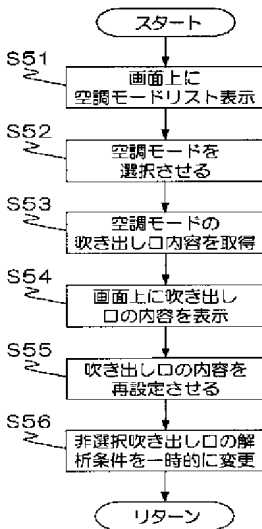 スタート
S51
画面上に
空調モードリスト表示
S52
空調モードを
選択させる
S53
空調モードの
吹き出し口内容を取得
S54
画面上に吹き出し
口の内容を表示
S55
吹き出し口の内容を
再設定させる
S56
非選択吹き出し口の解
析条件を一時的に変更
リターン